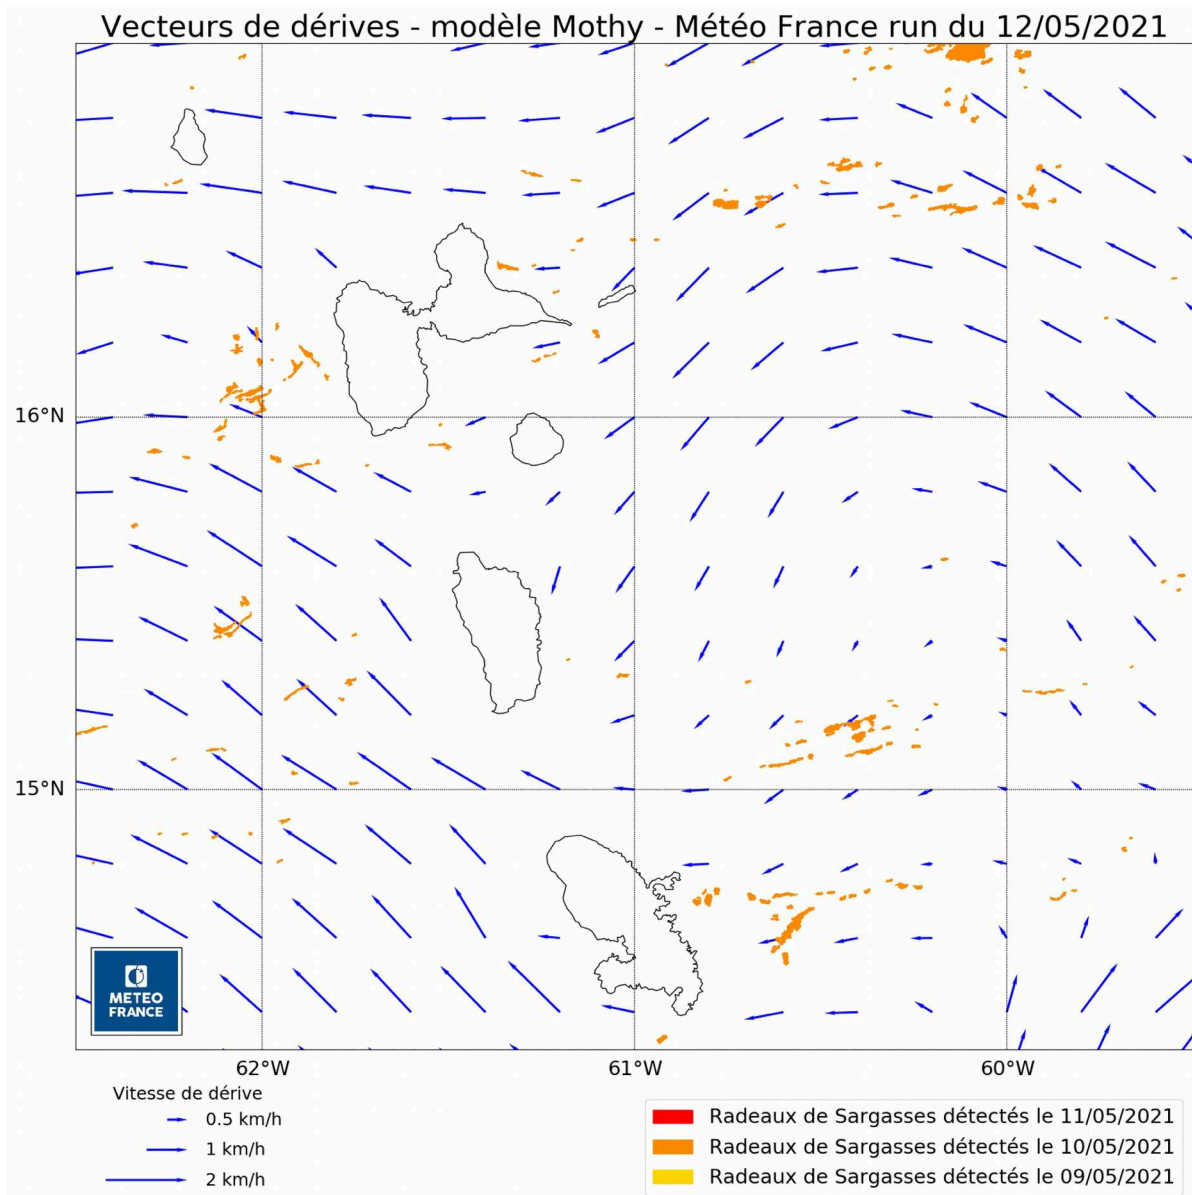 Vecteurs de dérives - modèle Mothy - Météo France run du 12/05/2021
16°N
15°N
METEO
FRANCE
62°W
61°W
60°W
Vitesse de dérive
0.5 km/h
1 km/h
2 km/h
Radeaux de Sargasses détectés le 11/05/2021
Radeaux de Sargasses détectés le 10/05/2021
Radeaux de Sargasses détectés le 09/05/2021